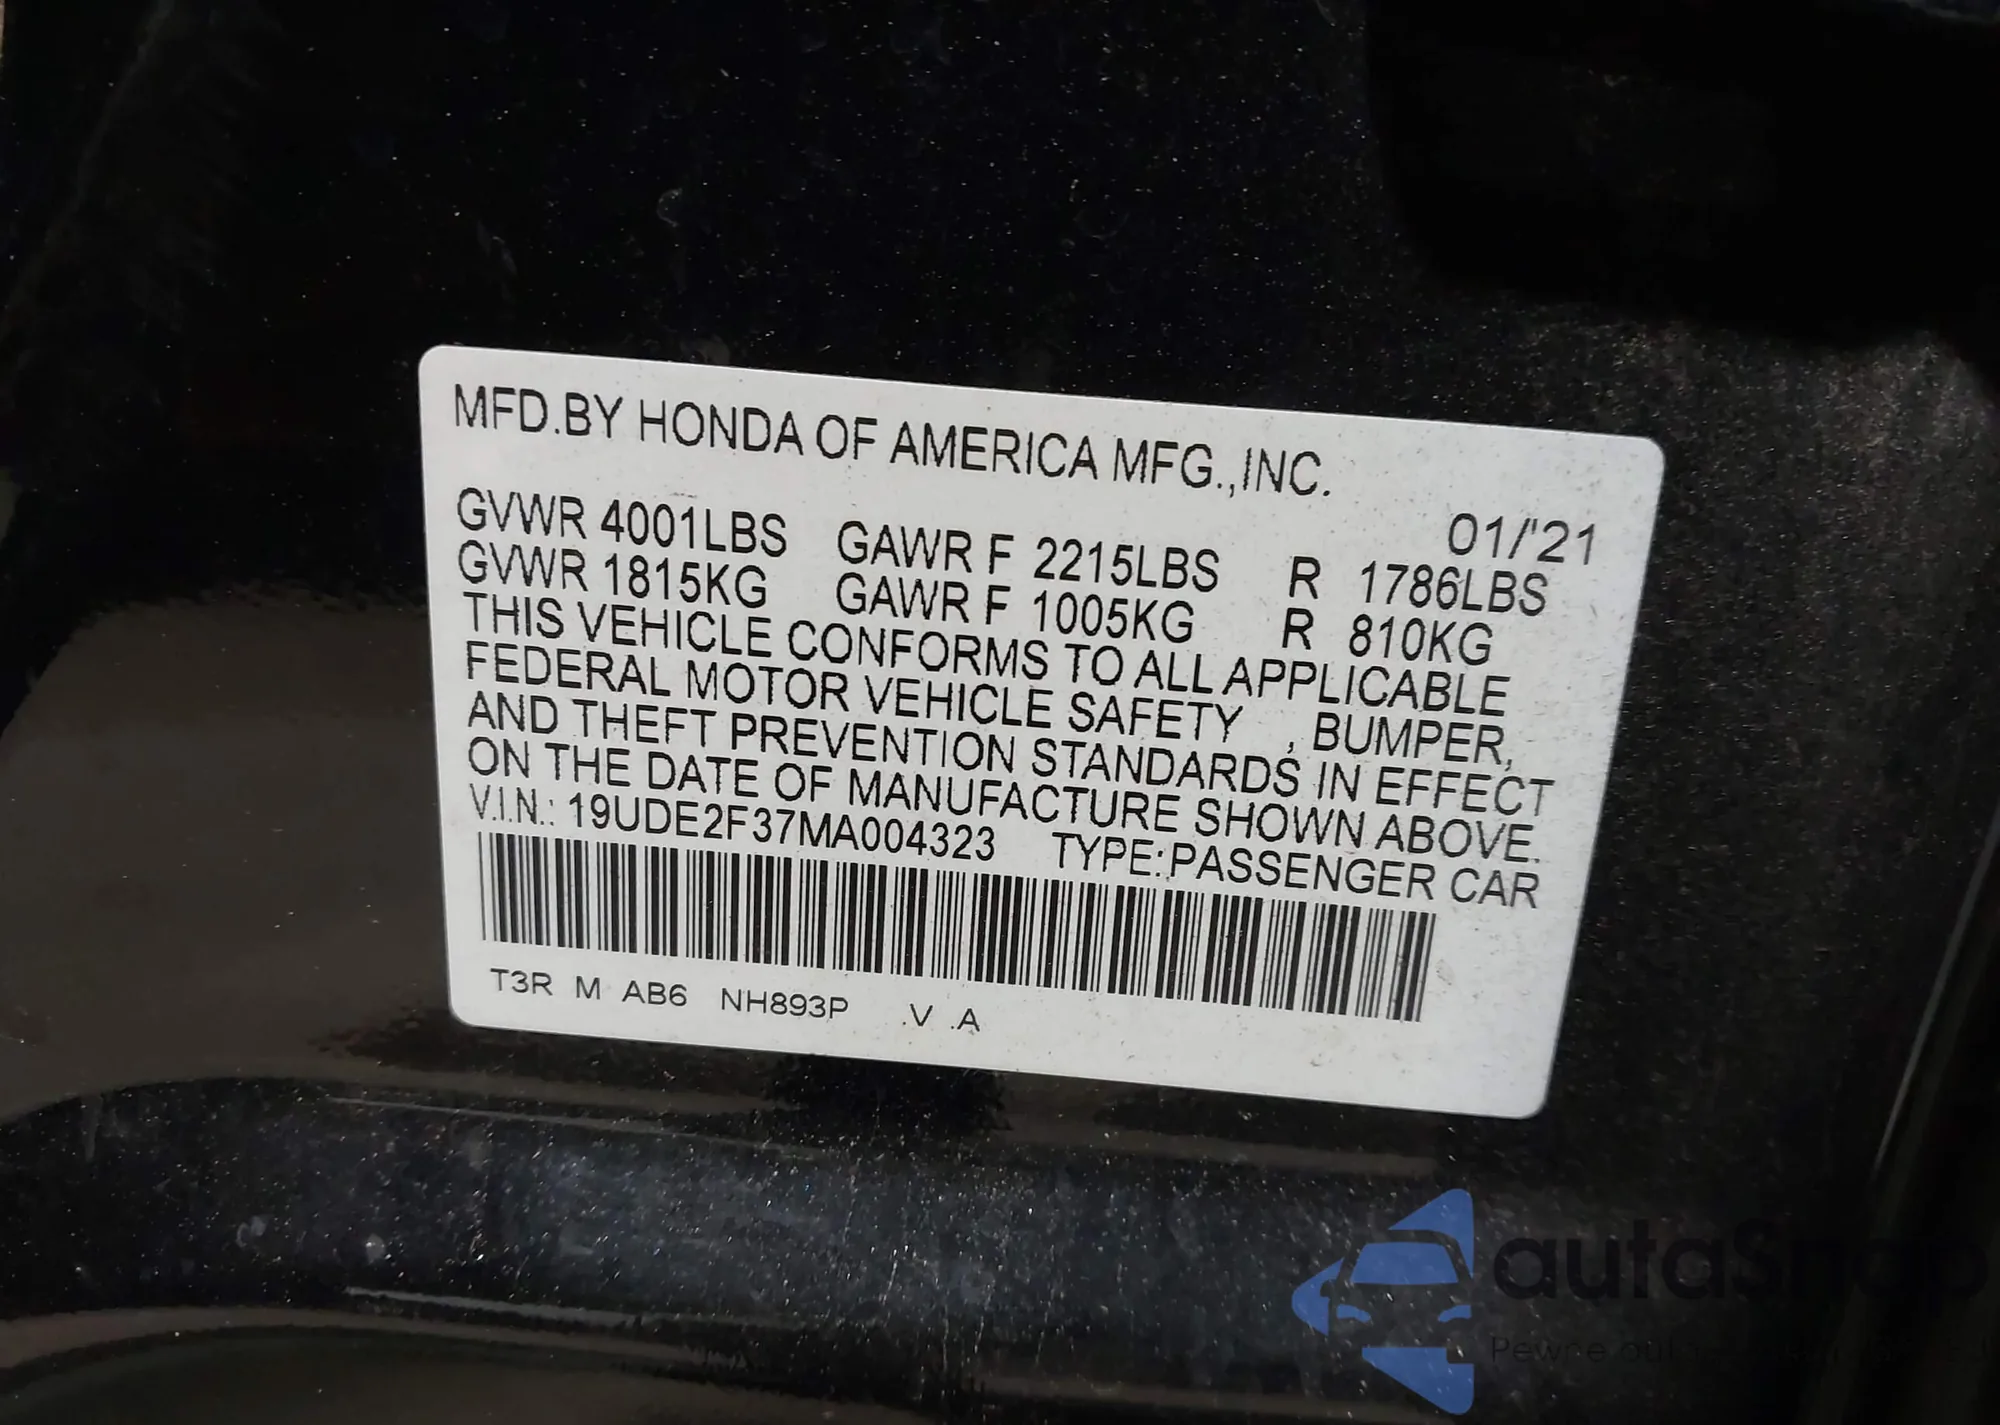 MFD.BY HONDA OF AMERICA MFG.,INC.
01/'21
GVWR 4001LBS GAWR F 2215LBS R 1786LBS
GVWR 1815KG GAWR F 1005KG R 810KG
THIS VEHICLE CONFORMS TO ALL APPLICABLE
FEDERAL MOTOR VEHICLE SAFETY , BUMPER,
AND THEFT PREVENTION STANDARDS IN EFFECT
ON THE DATE OF MANUFACTURE SHOWN ABOVE.
V.I.N.: 19UDE2F37MA004323 TYPE:PASSENGER CAR
T3R M AB6 NH893P .V .A
autaShop
Pewne